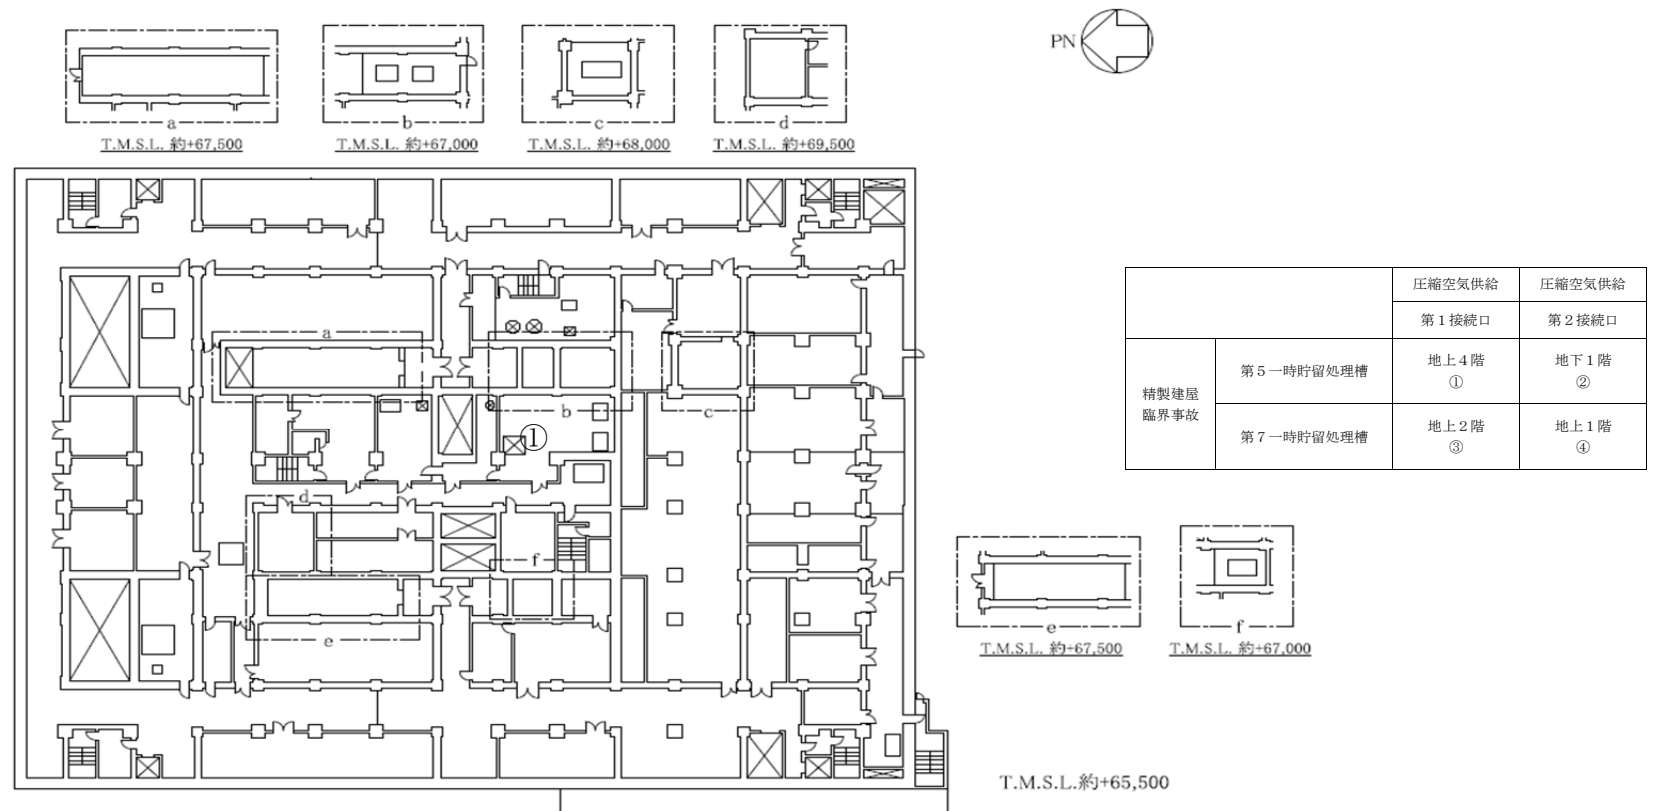 PN
a
b
c
d
T.M.S.L. 約+67,500
T.M.S.L. 約+67,000
T.M.S.L. 約+68,000
T.M.S.L. 約+69,500
a
b
c
①
d
f
e
圧縮空気供給
圧縮空気供給
第1接続口
第2接続口
精製建屋
臨界事故
第5一時貯留処理槽
地上4階
①
地下1階
②
第7一時貯留処理槽
地上2階
③
地上1階
④
e
f
T.M.S.L. 約+67,500
T.M.S.L. 約+67,000
T.M.S.L.約+65,500